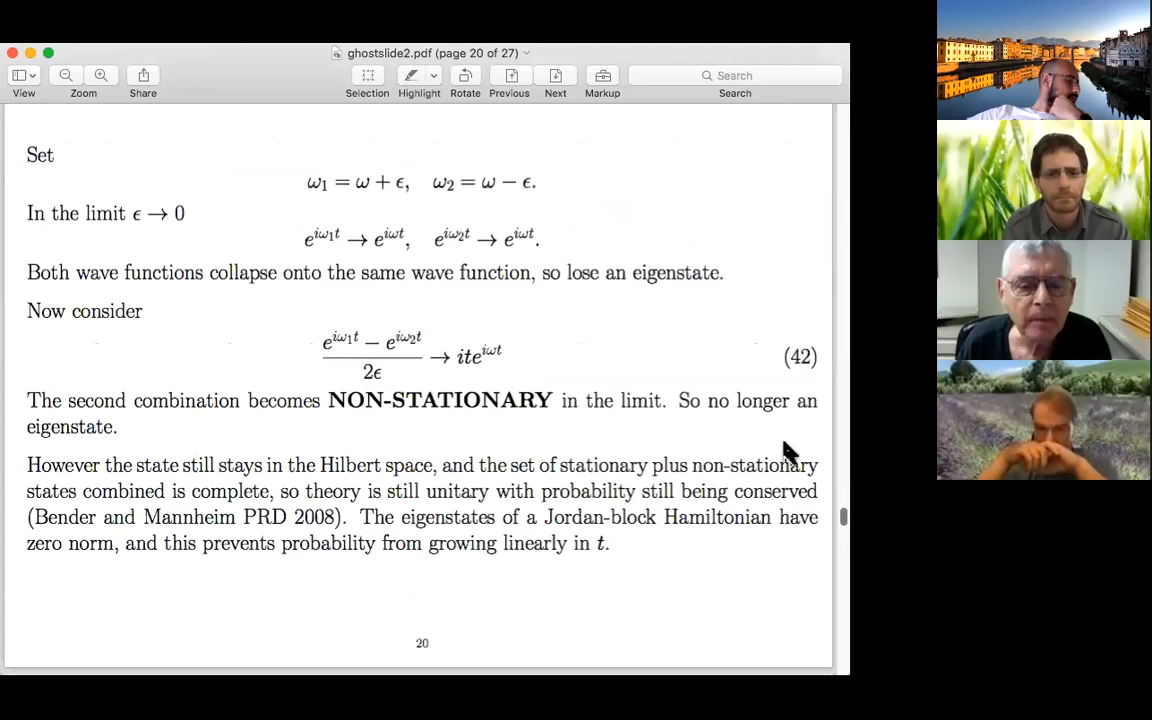 ghostslide2.pdf (page 20 of 27)
View Zoom Share Selection Highlight Rotate Previous Next Markup Search
Search
Set
ω₁ = ω + ϵ, ω₂ = ω − ϵ.
In the limit ϵ → 0
e^{iω₁t} → e^{iωt}, e^{iω₂t} → e^{iωt}.
Both wave functions collapse onto the same wave function, so lose an eigenstate.
Now consider
(e^{iω₁t} − e^{iω₂t}) / 2ϵ → ite^{iωt} (42)
The second combination becomes NON-STATIONARY in the limit. So no longer an
eigenstate.
However the state still stays in the Hilbert space, and the set of stationary plus non-stationary
states combined is complete, so theory is still unitary with probability still being conserved
(Bender and Mannheim PRD 2008). The eigenstates of a Jordan-block Hamiltonian have
zero norm, and this prevents probability from growing linearly in t.
20